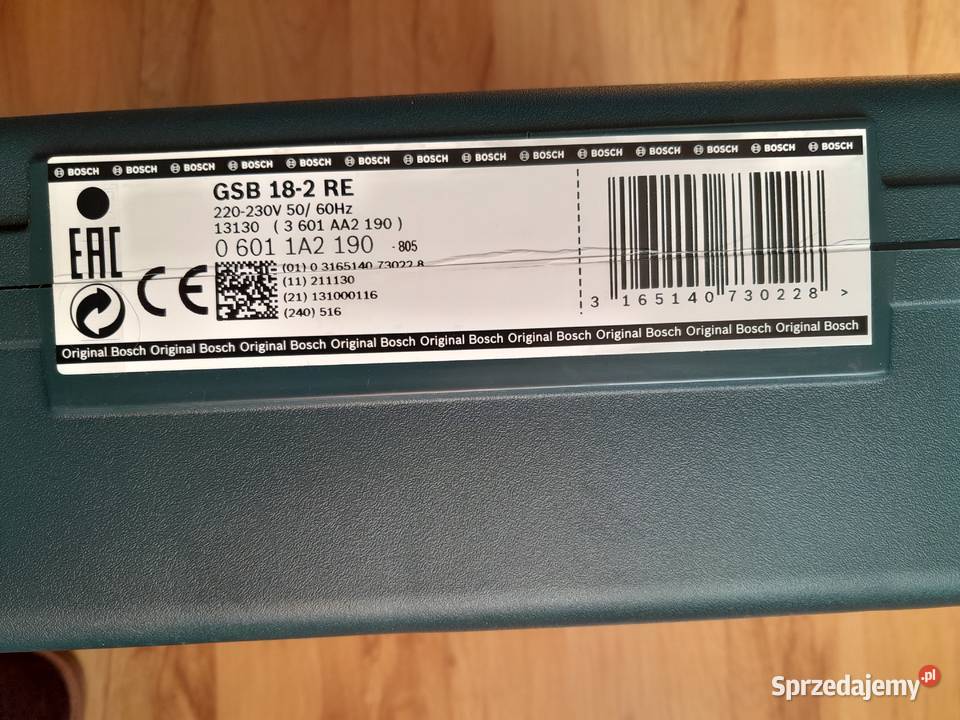 BOSCH BOSCH BOSCH BOSCH BOSCH BOSCH BOSCH BOSCH BOSCH BOSCH BOSCH BOSCH BOSCH BOSCH
GSB 18-2 RE
220-230V 50/ 60Hz
13130 ( 3 601 AA2 190 )
0 601 1A2 190 - 805
EAC
CE
(01) 0 3165140 73022 8
(11) 211130
(21) 131000116
(240) 516
3 165140 730228 >
Original Bosch Original Bosch Original Bosch Original Bosch Original Bosch Original Bosch Original Bosch Original Bosch Original Bosch
Sprzedajemy.pl